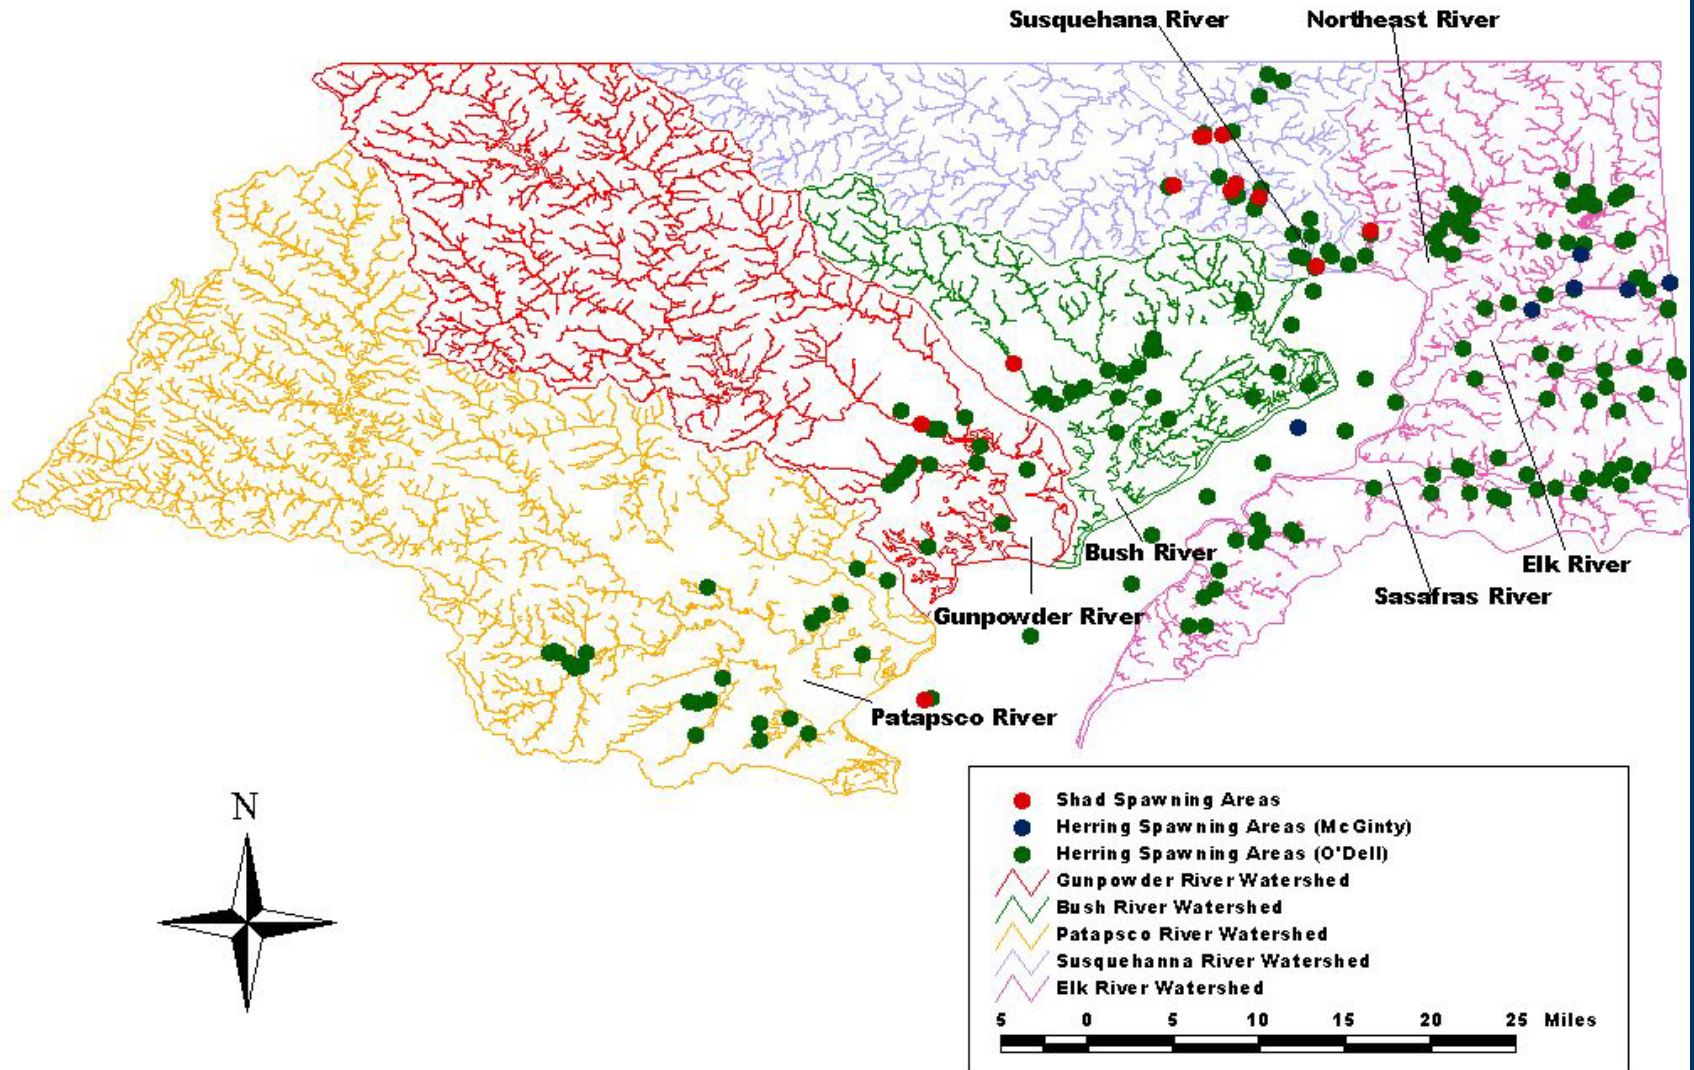 Susquehana River
Northeast River
Bush River
Elk River
Sasafras River
Gunpowder River
Patapsco River
N
Shad Spawning Areas
Herring Spawning Areas (McGinty)
Herring Spawning Areas (O'Dell)
Gunpowder River Watershed
Bush River Watershed
Patapsco River Watershed
Susquehanna River Watershed
Elk River Watershed
5 0 5 10 15 20 25 Miles